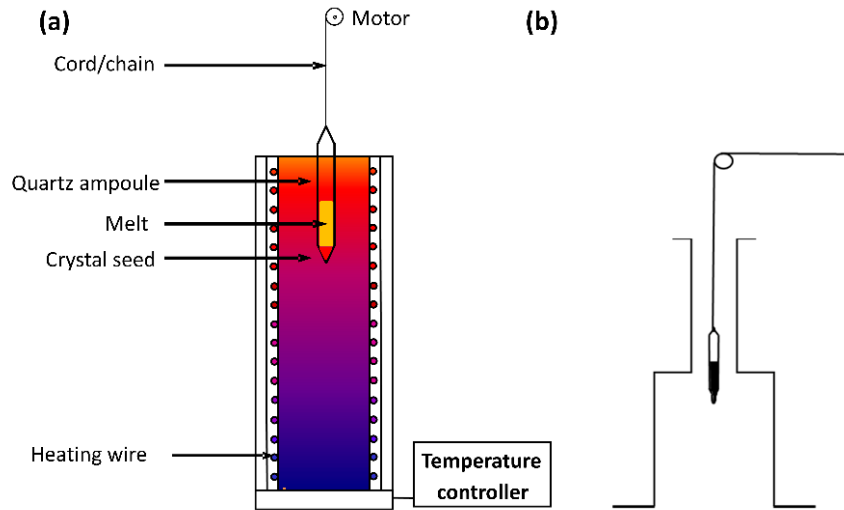 (a)
Motor
(b)
Cord/chain
Quartz ampoule
Melt
Crystal seed
Heating wire
Temperature
controller